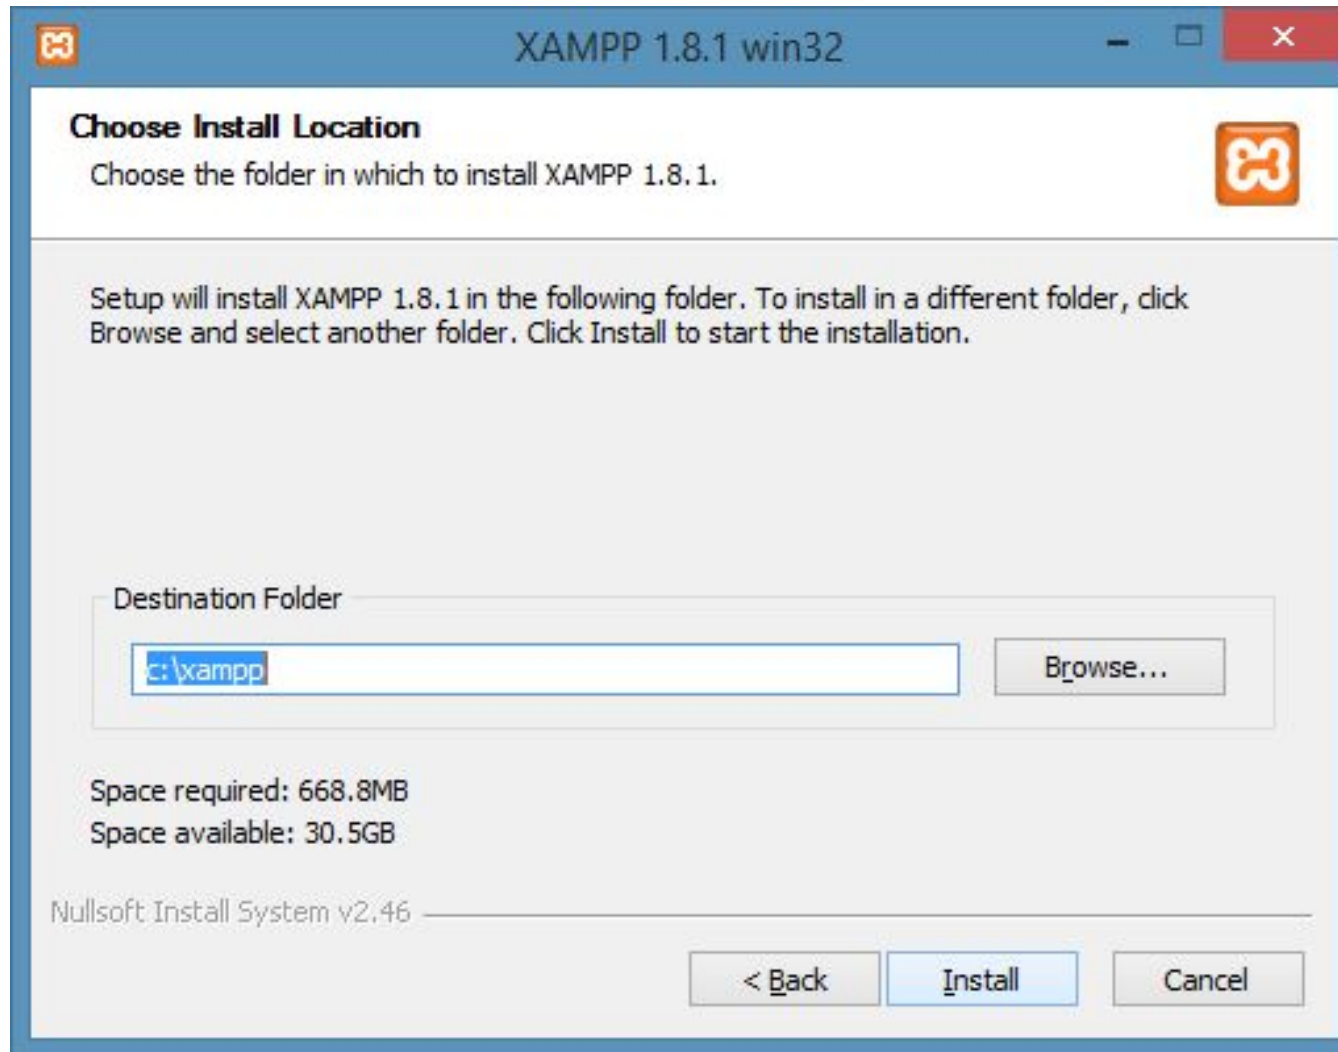 XAMPP 1.8.1 win32
Choose Install Location
Choose the folder in which to install XAMPP 1.8.1.
Setup will install XAMPP 1.8.1 in the following folder. To install in a different folder, click
Browse and select another folder. Click Install to start the installation.
Destination Folder
c:\xampp
Browse...
Space required: 668.8MB
Space available: 30.5GB
Nullsoft Install System v2.46
< Back
Install
Cancel